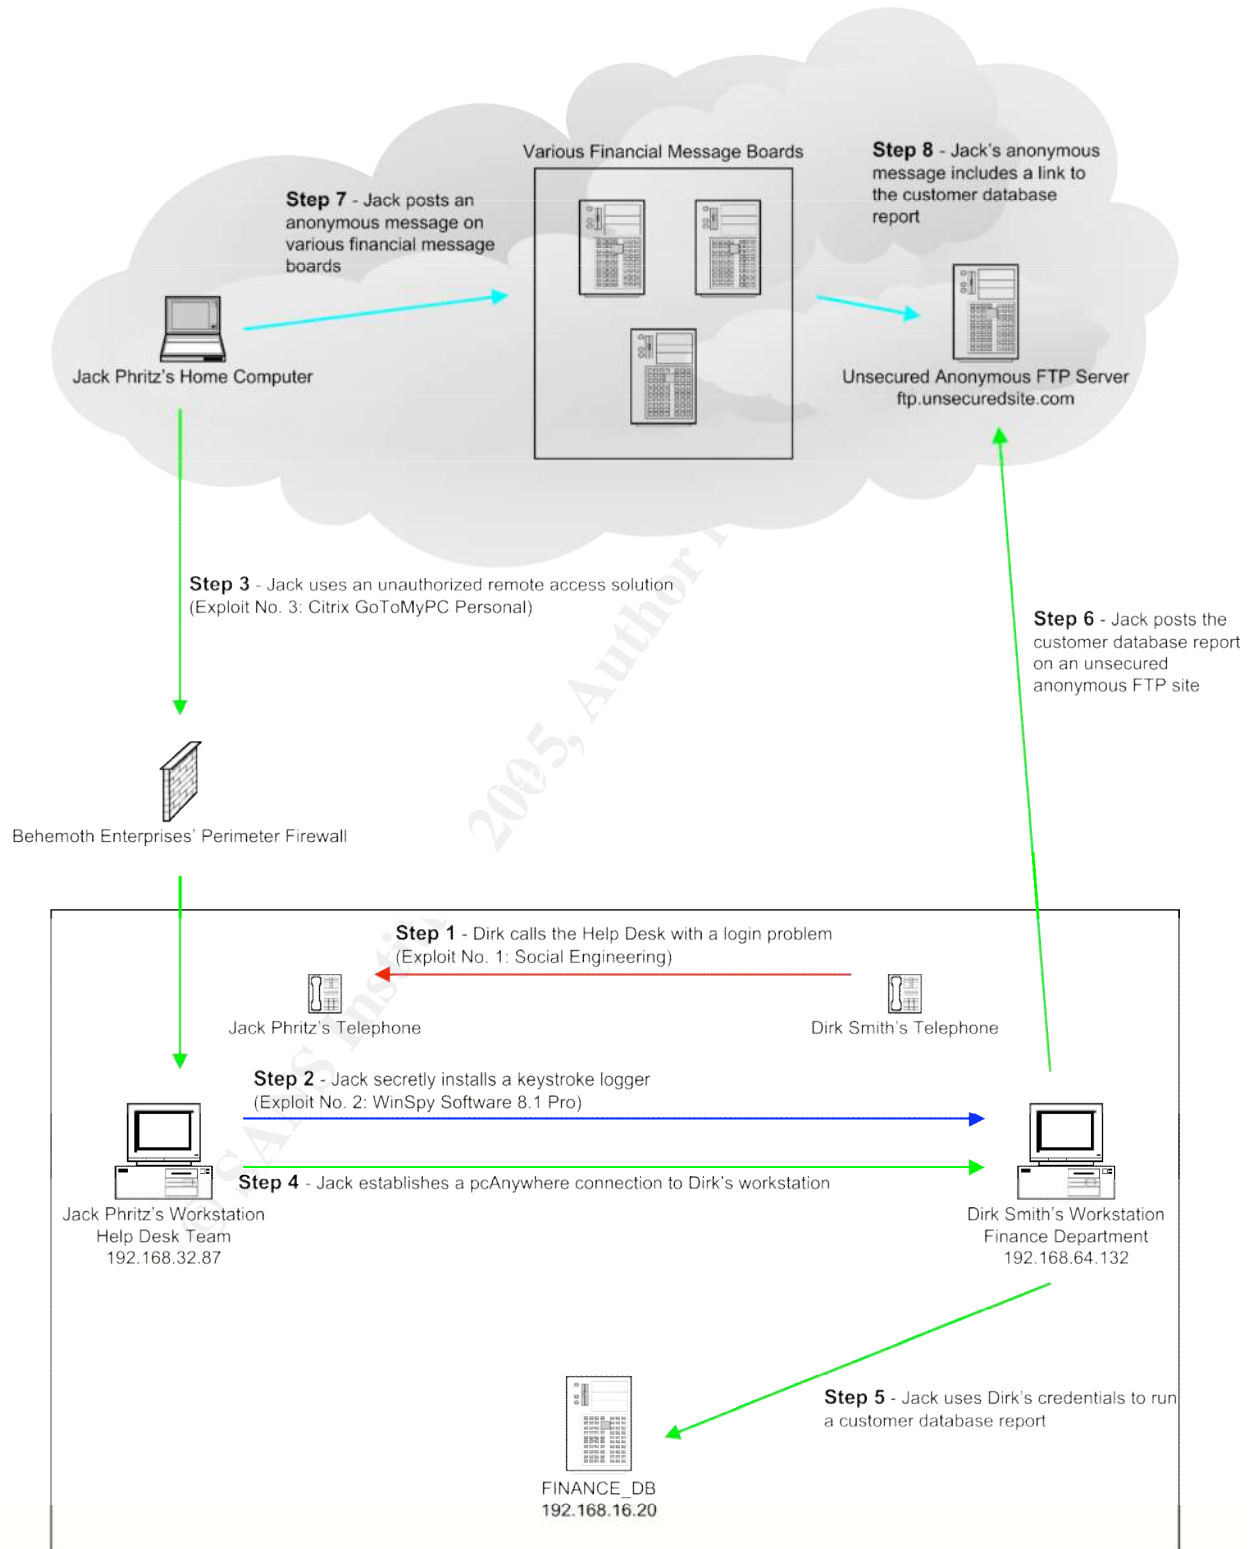 Various Financial Message Boards
Step 8 - Jack's anonymous
message includes a link to
the customer database
report
Step 7 - Jack posts an
anonymous message on
various financial message
boards
Jack Phritz's Home Computer
Unsecured Anonymous FTP Server
ftp.unsecuredsite.com
Step 3 - Jack uses an unauthorized remote access solution
(Exploit No. 3: Citrix GoToMyPC Personal)
Step 6 - Jack posts the
customer database report
on an unsecured
anonymous FTP site
Behemoth Enterprises' Perimeter Firewall
Step 1 - Dirk calls the Help Desk with a login problem
(Exploit No. 1: Social Engineering)
Jack Phritz's Telephone
Dirk Smith's Telephone
Step 2 - Jack secretly installs a keystroke logger
(Exploit No. 2: WinSpy Software 8.1 Pro)
Step 4 - Jack establishes a pcAnywhere connection to Dirk's workstation
Jack Phritz's Workstation
Help Desk Team
192.168.32.87
Dirk Smith's Workstation
Finance Department
192.168.64.132
Step 5 - Jack uses Dirk's credentials to run
a customer database report
FINANCE_DB
192.168.16.20
© SANS Instit
2005, Author